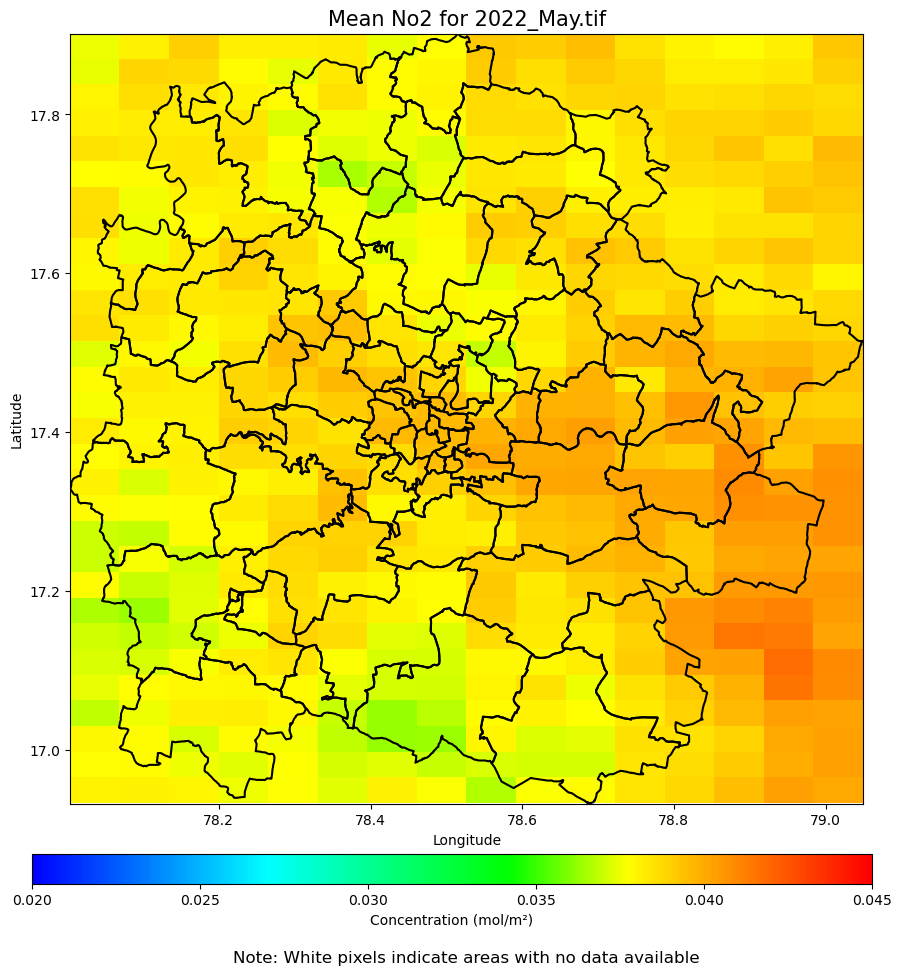 Mean No2 for 2022_May.tif
17.8
17.6
17.4
17.2
17.0
Latitude
78.2 78.4 78.6 78.8 79.0
Longitude
0.020 0.025 0.030 0.035 0.040 0.045
Concentration (mol/m²)
Note: White pixels indicate areas with no data available